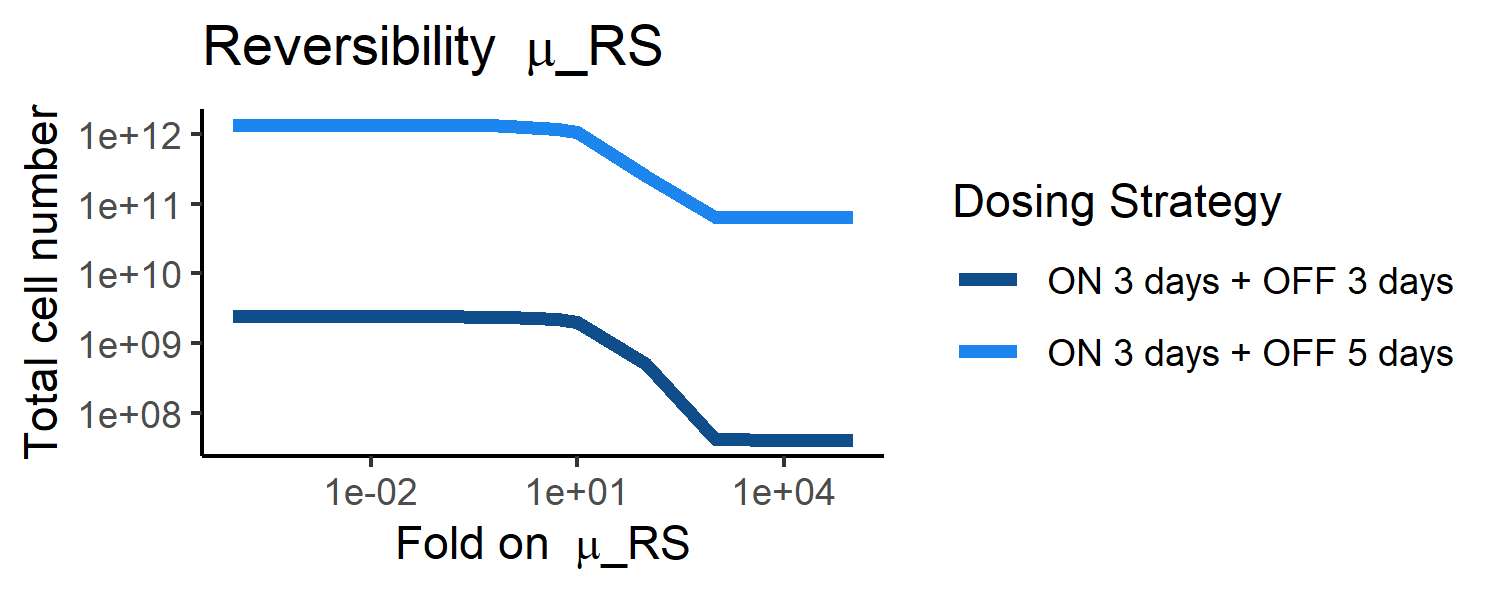 Reversibility μ_RS
Total cell number
1e+12
1e+11
1e+10
1e+09
1e+08
1e-02
1e+01
1e+04
Fold on μ_RS
Dosing Strategy
ON 3 days + OFF 3 days
ON 3 days + OFF 5 days